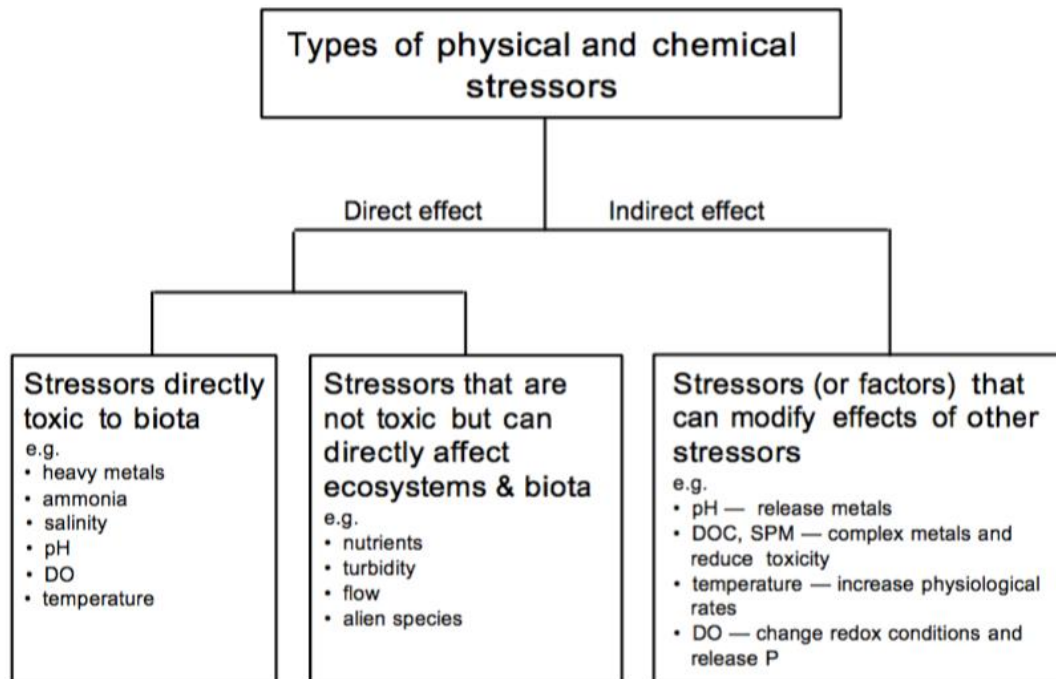 Types of physical and chemical
stressors
Direct effect
Indirect effect
Stressors directly
toxic to biota
e.g.
• heavy metals
• ammonia
• salinity
• pH
• DO
• temperature
Stressors that are
not toxic but can
directly affect
ecosystems & biota
e.g.
• nutrients
• turbidity
• flow
• alien species
Stressors (or factors) that
can modify effects of other
stressors
e.g.
• pH — release metals
• DOC, SPM — complex metals and
reduce toxicity
• temperature — increase physiological
rates
• DO — change redox conditions and
release P